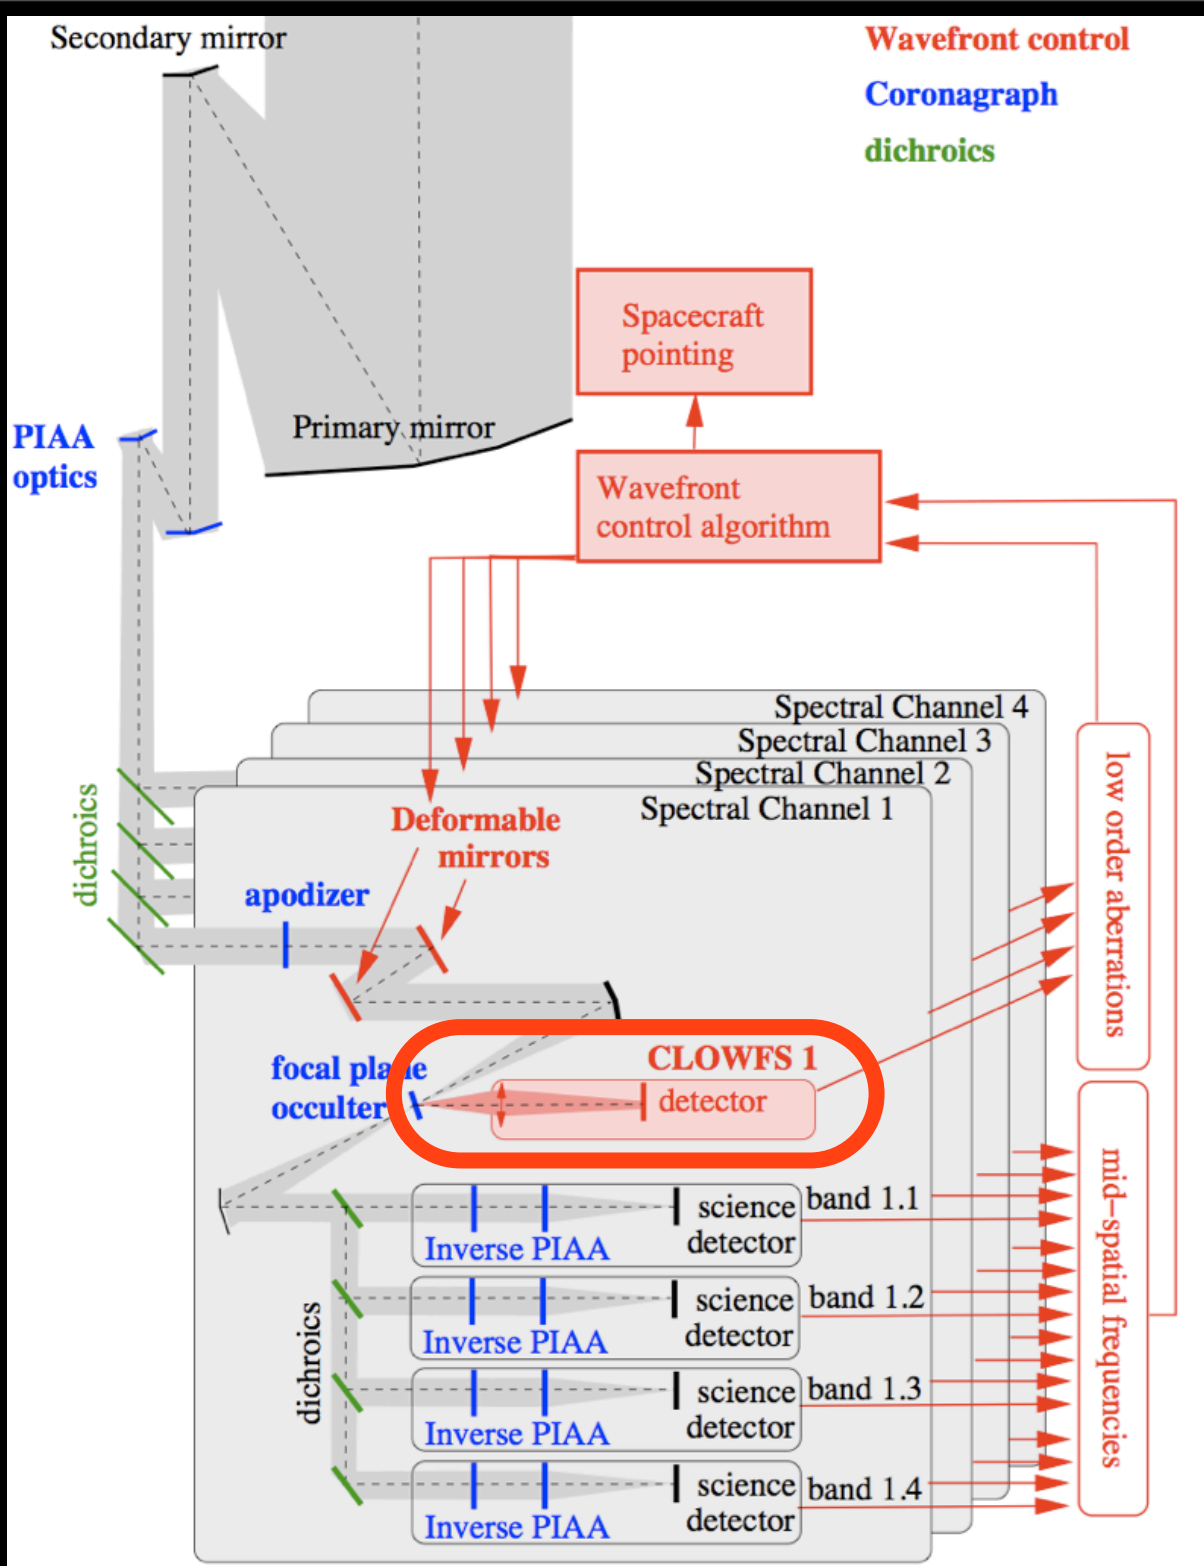 Secondary mirror
Wavefront control
Coronagraph
dichroics
Spacecraft
pointing
Primary mirror
PIAA
optics
Wavefront
control algorithm
Spectral Channel 4
Spectral Channel 3
Spectral Channel 2
Spectral Channel 1
low order aberrations
dichroics
Deformable
mirrors
apodizer
focal plane
occulter
CLOWFS 1
detector
mid-spatial frequencies
science
detector
band 1.1
Inverse PIAA
science
detector
band 1.2
Inverse PIAA
dichroics
science
detector
band 1.3
Inverse PIAA
science
detector
band 1.4
Inverse PIAA